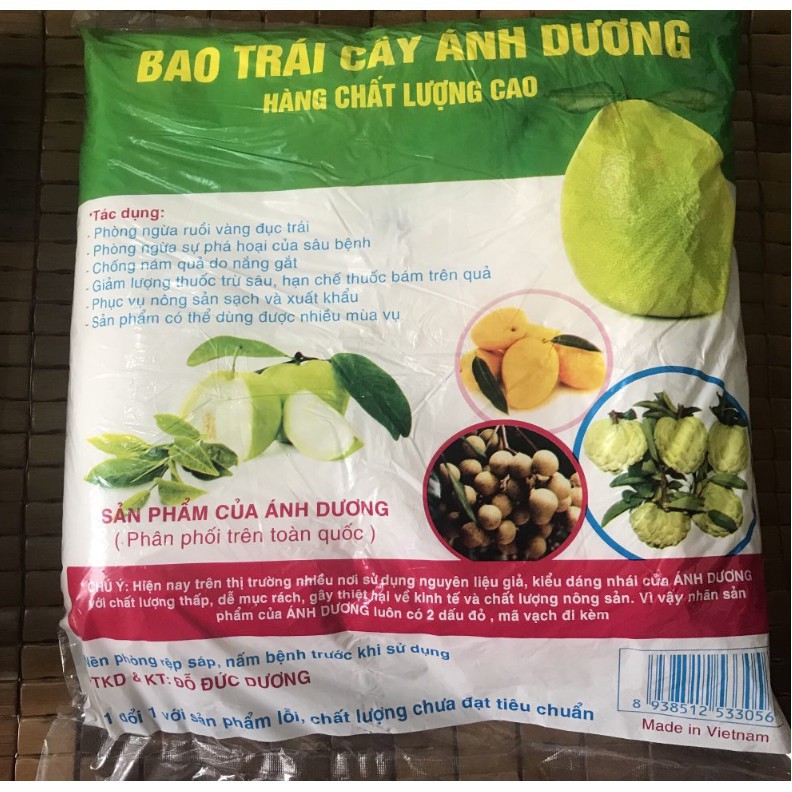 BAO TRÁI CÂY ÁNH DƯƠNG
HÀNG CHẤT LƯỢNG CAO
*Tác dụng:
- Phòng ngừa ruồi vàng đục trái
- Phòng ngừa sự phá hoại của sâu bệnh
- Chống nám quả do nắng gắt
- Giảm lượng thuốc trừ sâu, hạn chế thuốc bám trên quả
- Phục vụ nông sản sạch và xuất khẩu
- Sản phẩm có thể dùng được nhiều mùa vụ
SẢN PHẨM CỦA ÁNH DƯƠNG
( Phân phối trên toàn quốc )
CHÚ Ý: Hiện nay trên thị trường nhiều nơi sử dụng nguyên liệu giả, kiểu dáng nhái của ÁNH DƯƠNG
với chất lượng thấp, dễ mục rách, gây thiệt hại về kinh tế và chất lượng nông sản. Vì vậy nhãn sản
phẩm của ÁNH DƯƠNG luôn có 2 dấu đỏ , mã vạch đi kèm
Nên phòng rệp sáp, nấm bệnh trước khi sử dụng
TKD & KT: ĐỖ ĐỨC DƯƠNG
1 đổi 1 với sản phẩm lỗi, chất lượng chưa đạt tiêu chuẩn
8 938512 533056
Made in Vietnam